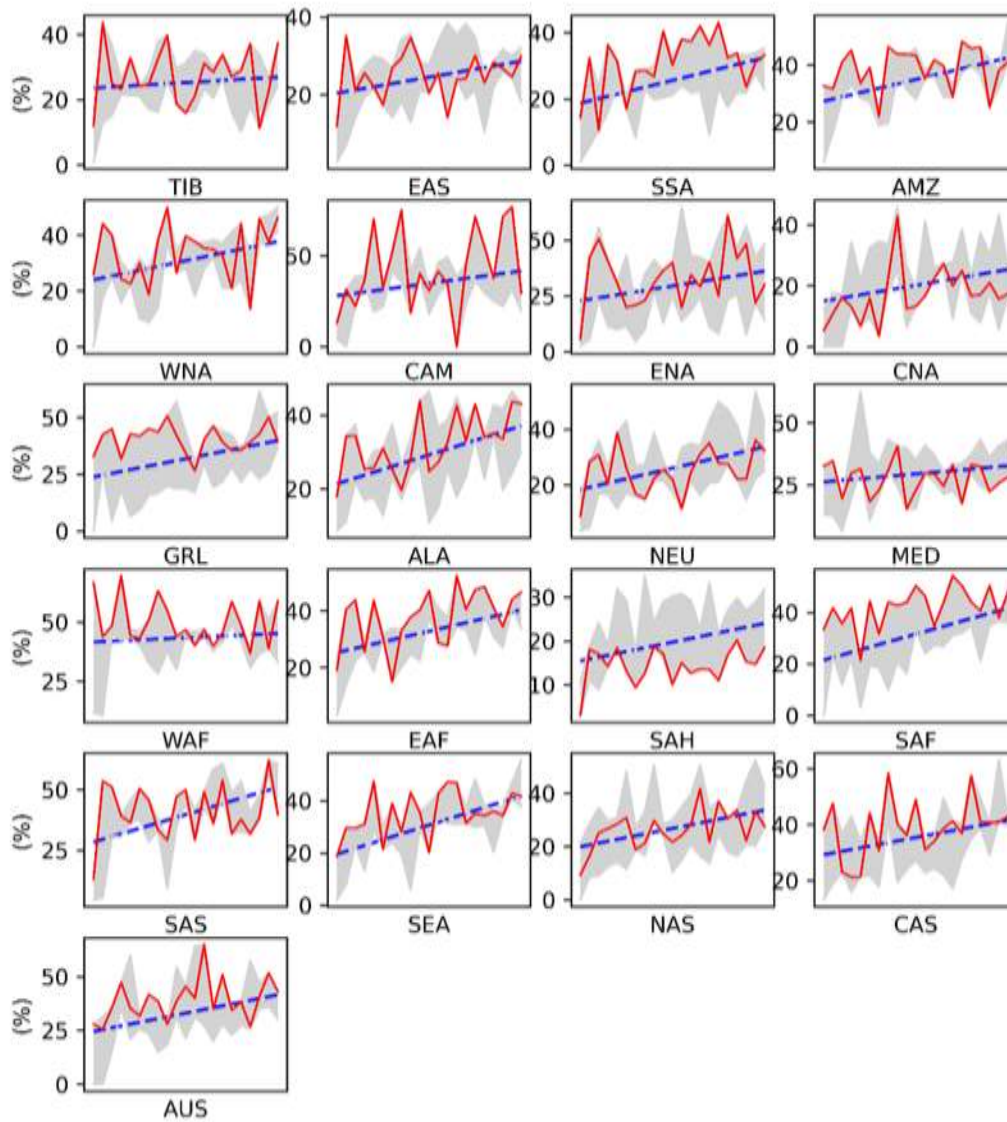 40 40 40
(%) 20 20 20 40
0 0 0 20
TIB EAS SSA AMZ
40 50 40
(%) 20 50 25 20
0 0 0 0
WNA CAM ENA CNA
50 40 40 50
(%) 25 20 20 25
0
GRL ALA NEU MED
50 40 30 40
(%) 25 20 20 20
10 0
WAF EAF SAH SAF
50 40 40 60
(%) 25 20 20 40
0 0 20
SAS SEA NAS CAS
50
(%) 25
0
AUS